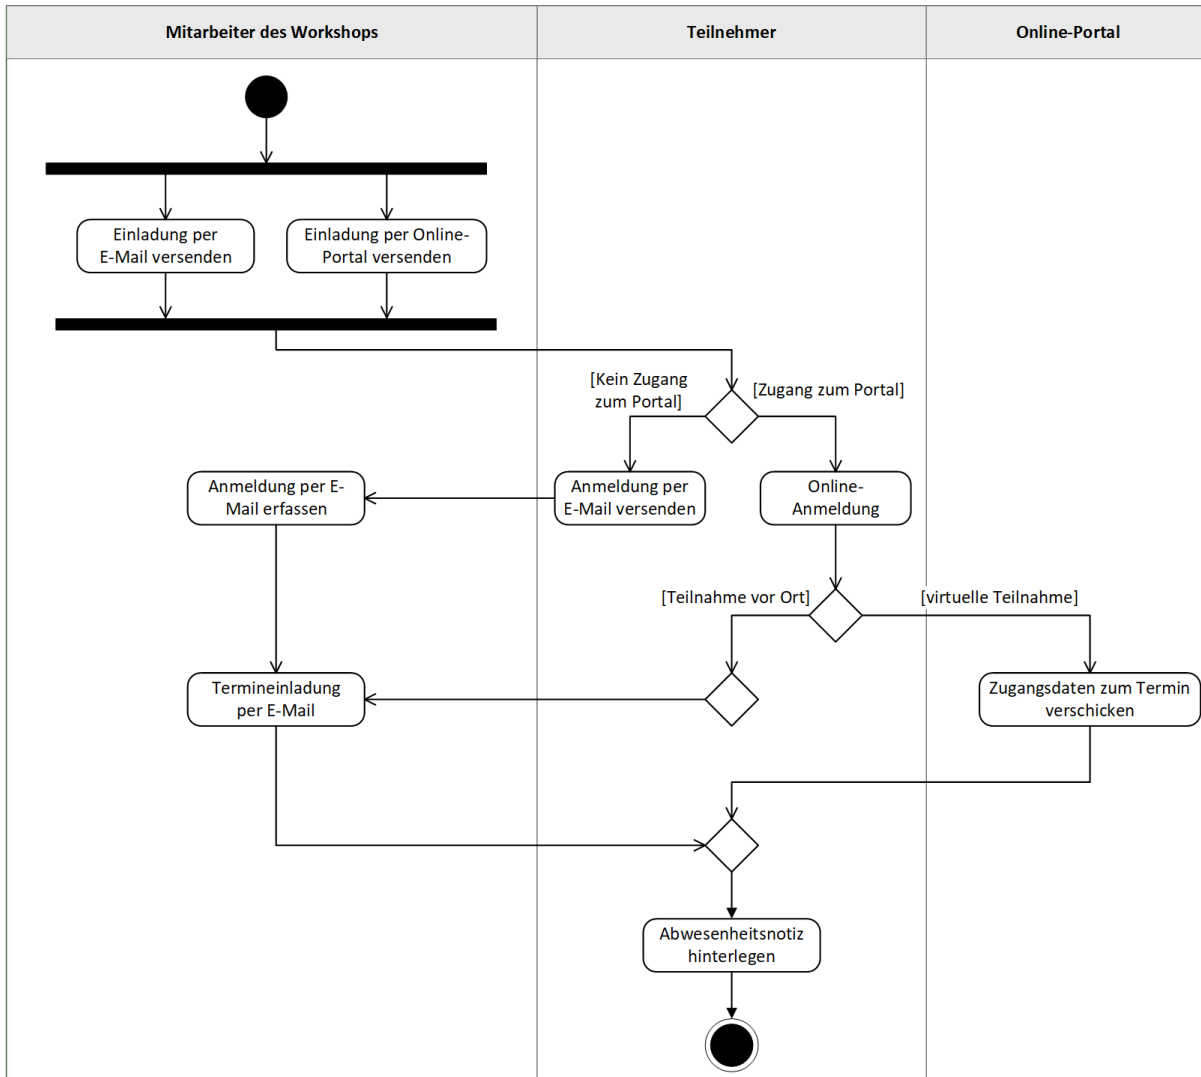 Mitarbeiter des Workshops
Teilnehmer
Online-Portal
Einladung per
E-Mail versenden
Einladung per Online-
Portal versenden
[Kein Zugang
zum Portal]
[Zugang zum Portal]
Anmeldung per E-
Mail erfassen
Anmeldung per
E-Mail versenden
Online-
Anmeldung
[Teilnahme vor Ort]
[virtuelle Teilnahme]
Termineinladung
per E-Mail
Zugangsdaten zum Termin
verschicken
Abwesenheitsnotiz
hinterlegen